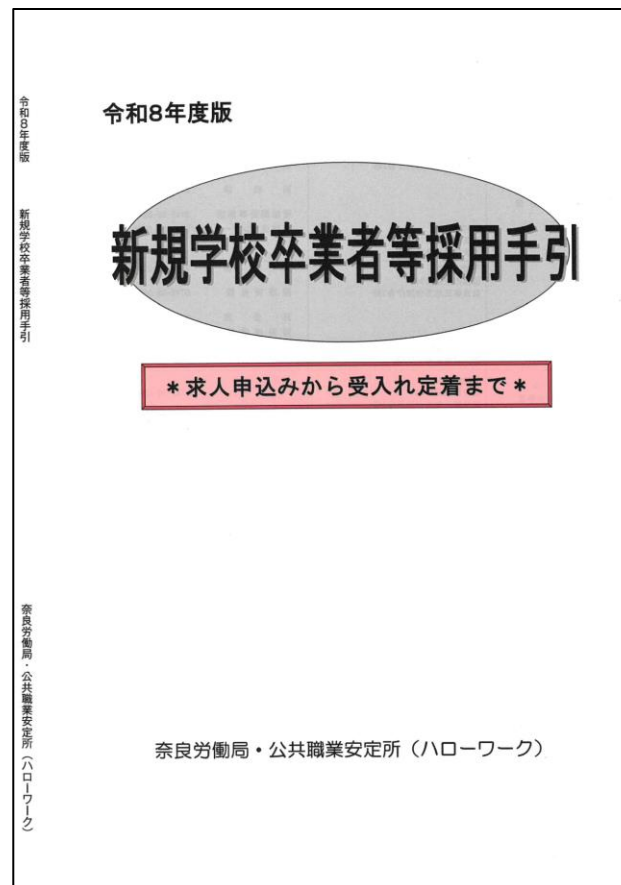 令和8年度版
新規学校卒業者等採用手引
*求人申込みから受入れ定着まで*
奈良労働局・公共職業安定所（ハローワーク）
令和8年度版 新規学校卒業者等採用手引 奈良労働局・公共職業安定所（ハローワーク）